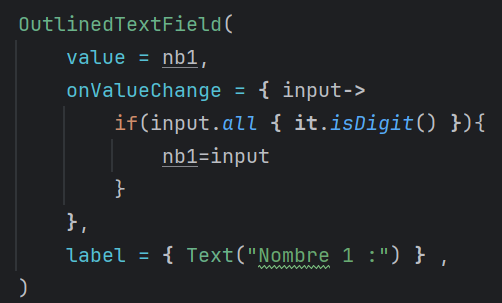 OutlinedTextField(
    value = nb1,
    onValueChange = { input->
        if(input.all { it.isDigit() }){
            nb1=input
        }
    },
    label = { Text("Nombre 1 :") } ,
)